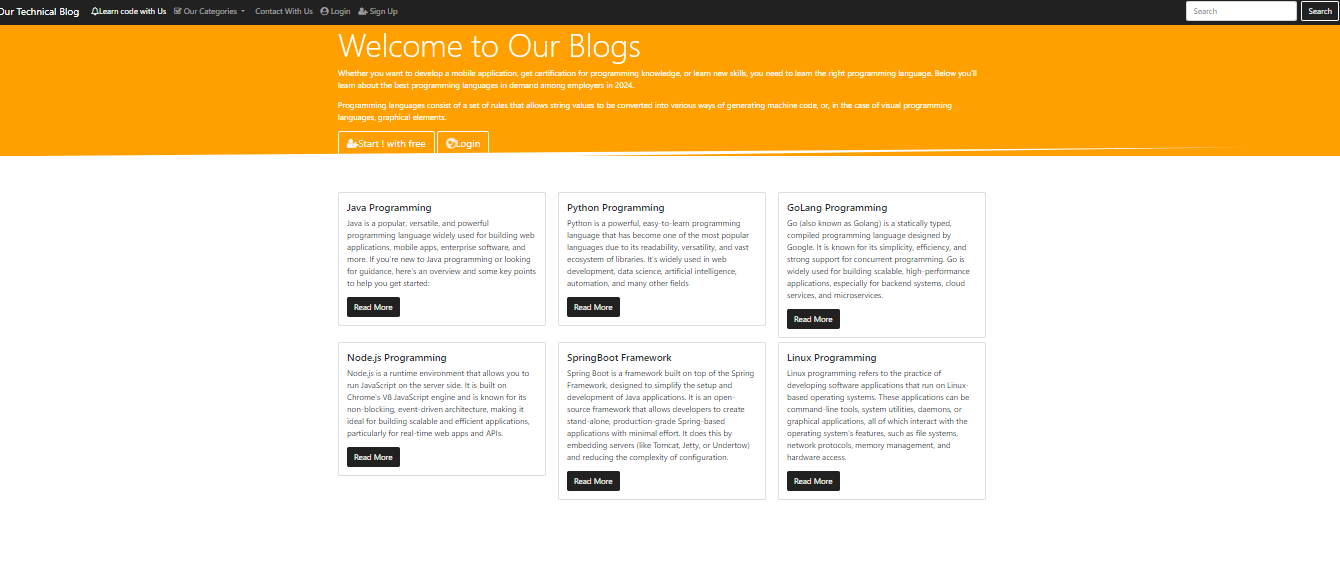 Our Technical Blog Learn code with Us Our Categories Contact With Us Login Sign Up Search Search
Welcome to Our Blogs
Whether you want to develop a mobile application, get certification for programming knowledge, or learn new skills, you need to learn the right programming language. Below you'll
learn about the best programming languages in demand among employers in 2024.
Programming languages consist of a set of rules that allows string values to be converted into various ways of generating machine code, or, in the case of visual programming
languages, graphical elements.
Start ! with free Login
Java Programming
Java is a popular, versatile, and powerful
programming language widely used for building web
applications, mobile apps, enterprise software, and
more. If you're new to Java programming or looking
for guidance, here's an overview and some key points
to help you get started:
Read More
Python Programming
Python is a powerful, easy-to-learn programming
language that has become one of the most popular
languages due to its readability, versatility, and vast
ecosystem of libraries. It's widely used in web
development, data science, artificial intelligence,
automation, and many other fields
Read More
GoLang Programming
Go (also known as Golang) is a statically typed,
compiled programming language designed by
Google. It is known for its simplicity, efficiency, and
strong support for concurrent programming. Go is
widely used for building scalable, high-performance
applications, especially for backend systems, cloud
services, and microservices.
Read More
Node.js Programming
Node.js is a runtime environment that allows you to
run JavaScript on the server side. It is built on
Chrome's V8 JavaScript engine and is known for its
non-blocking, event-driven architecture, making it
ideal for building scalable and efficient applications,
particularly for real-time web apps and APIs.
Read More
SpringBoot Framework
Spring Boot is a framework built on top of the Spring
Framework, designed to simplify the setup and
development of Java applications. It is an open-
source framework that allows developers to create
stand-alone, production-grade Spring-based
applications with minimal effort. It does this by
embedding servers (like Tomcat, Jetty, or Undertow)
and reducing the complexity of configuration.
Read More
Linux Programming
Linux programming refers to the practice of
developing software applications that run on Linux-
based operating systems. These applications can be
command-line tools, system utilities, daemons, or
graphical applications, all of which interact with the
operating system's features, such as file systems,
network protocols, memory management, and
hardware access.
Read More